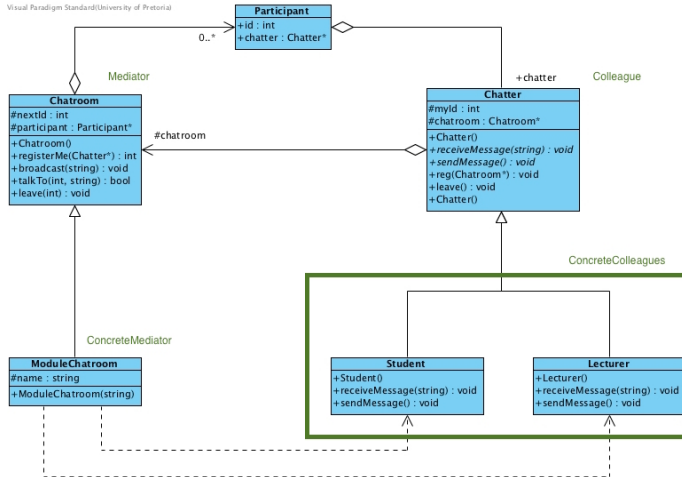 Visual Paradigm Standard(University of Pretoria)
Participant
+id : int
+chatter : Chatter*
0..*
Mediator
+chatter
Colleague
Chatroom
#nextId : int
#participant : Participant*
+Chatroom()
+registerMe(Chatter*) : int
+broadcast(string) : void
+talkTo(int, string) : bool
+leave(int) : void
#chatroom
Chatter
#myId : int
#chatroom : Chatroom*
+Chatter()
+receiveMessage(string) : void
+sendMessage() : void
+reg(Chatroom*) : void
+leave() : void
+Chatter()
ConcreteColleagues
ConcreteMediator
ModuleChatroom
#name : string
+ModuleChatroom(string)
Student
+Student()
+receiveMessage(string) : void
+sendMessage() : void
Lecturer
+Lecturer()
+receiveMessage(string) : void
+sendMessage() : void